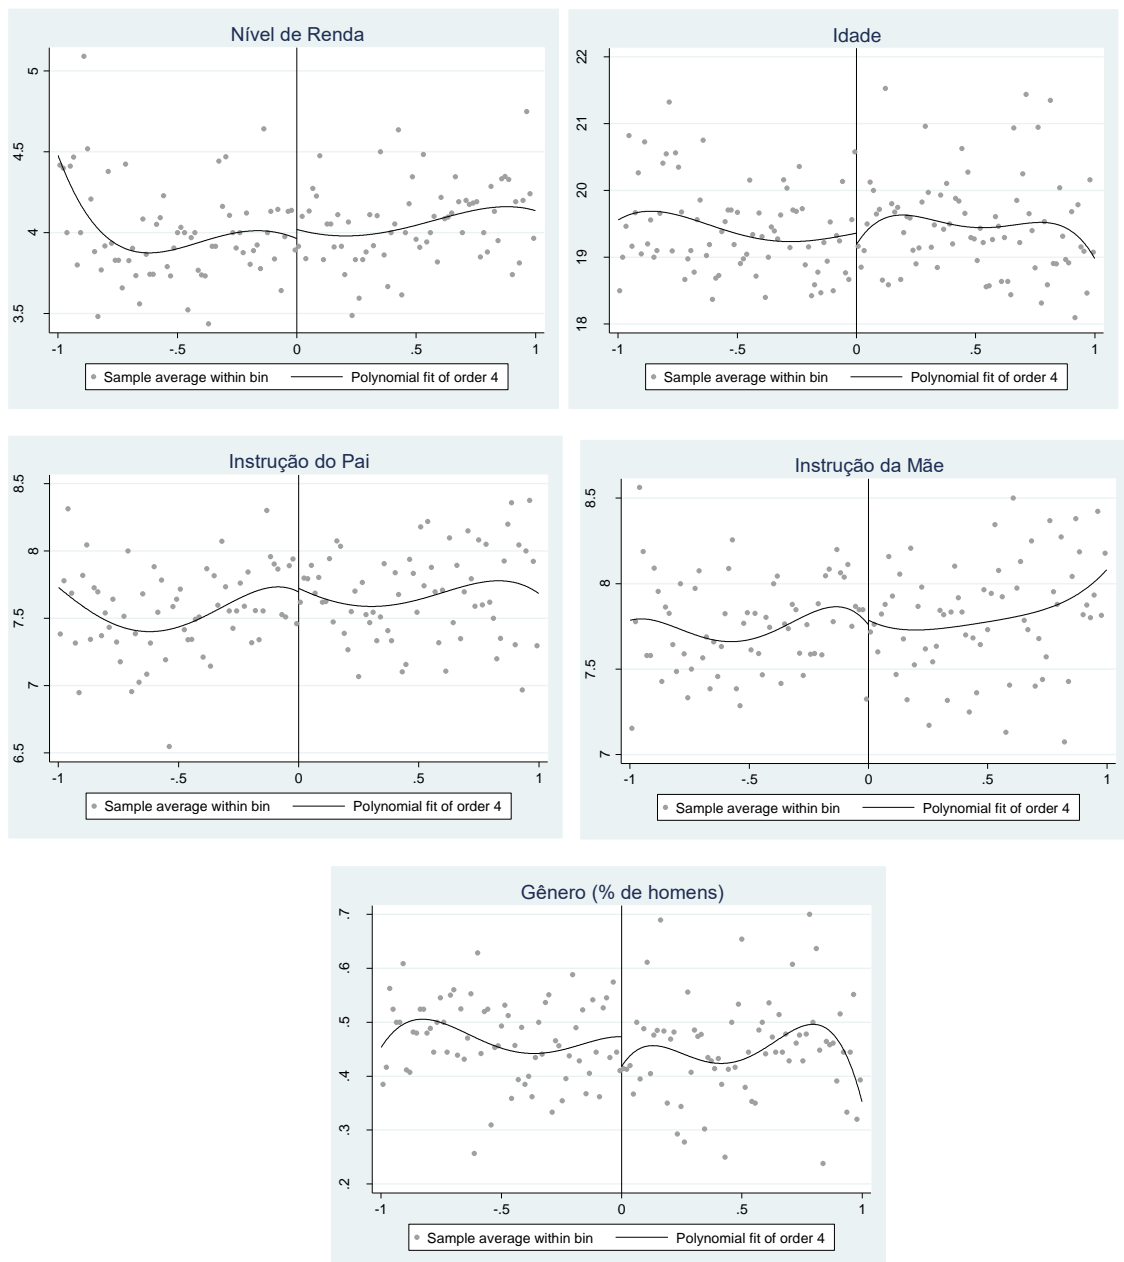 Nível de Renda
5
4.5
4
3.5
-1 -.5 0 .5 1
Sample average within bin Polynomial fit of order 4
Idade
22
21
20
19
18
-1 -.5 0 .5 1
Sample average within bin Polynomial fit of order 4
Instrução do Pai
8.5
8
7.5
7
6.5
-1 -.5 0 .5 1
Sample average within bin Polynomial fit of order 4
Instrução da Mãe
8.5
8
7.5
7
-1 -.5 0 .5 1
Sample average within bin Polynomial fit of order 4
Gênero (% de homens)
.7
.6
.5
.4
.3
.2
-1 -.5 0 .5 1
Sample average within bin Polynomial fit of order 4